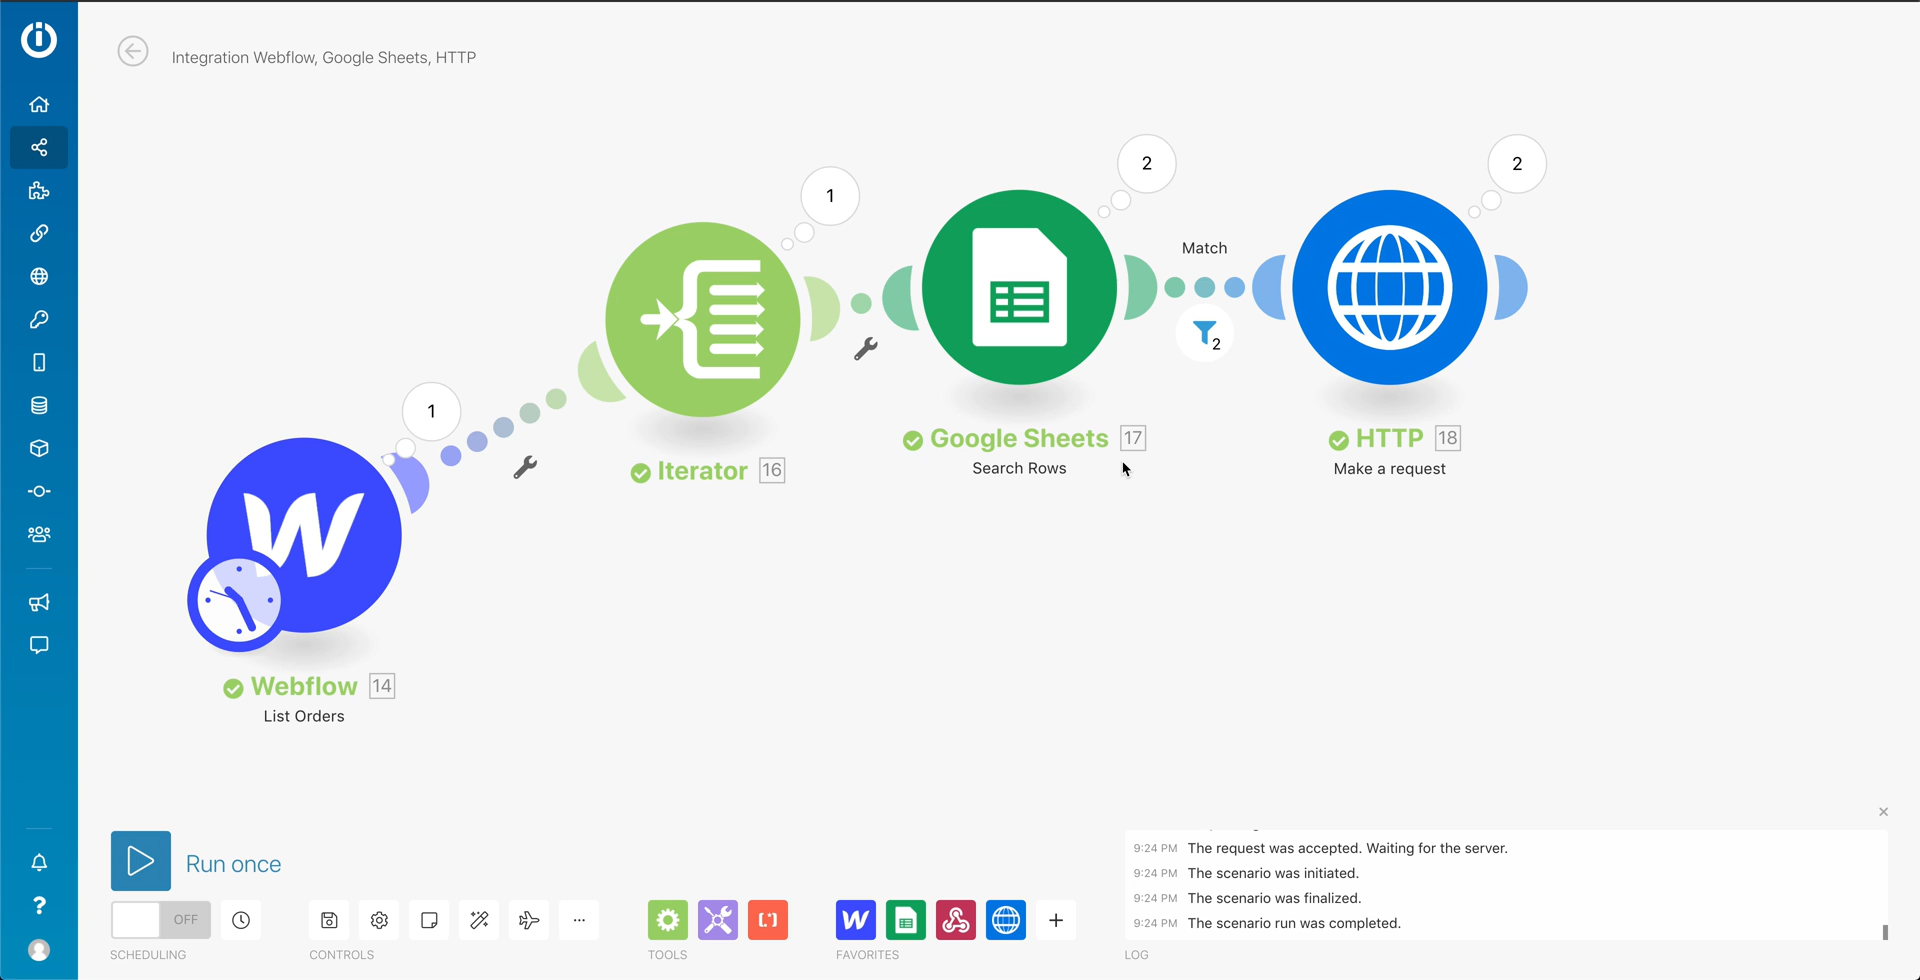 Integration Webflow, Google Sheets, HTTP
2
2
1
Match
2
1
Google Sheets 17
Search Rows
HTTP 18
Make a request
Iterator 16
W
Webflow 14
List Orders
Run once
9:24 PM The request was accepted. Waiting for the server.
9:24 PM The scenario was initiated.
9:24 PM The scenario was finalized.
9:24 PM The scenario run was completed.
OFF
SCHEDULING
CONTROLS
TOOLS
FAVORITES
LOG